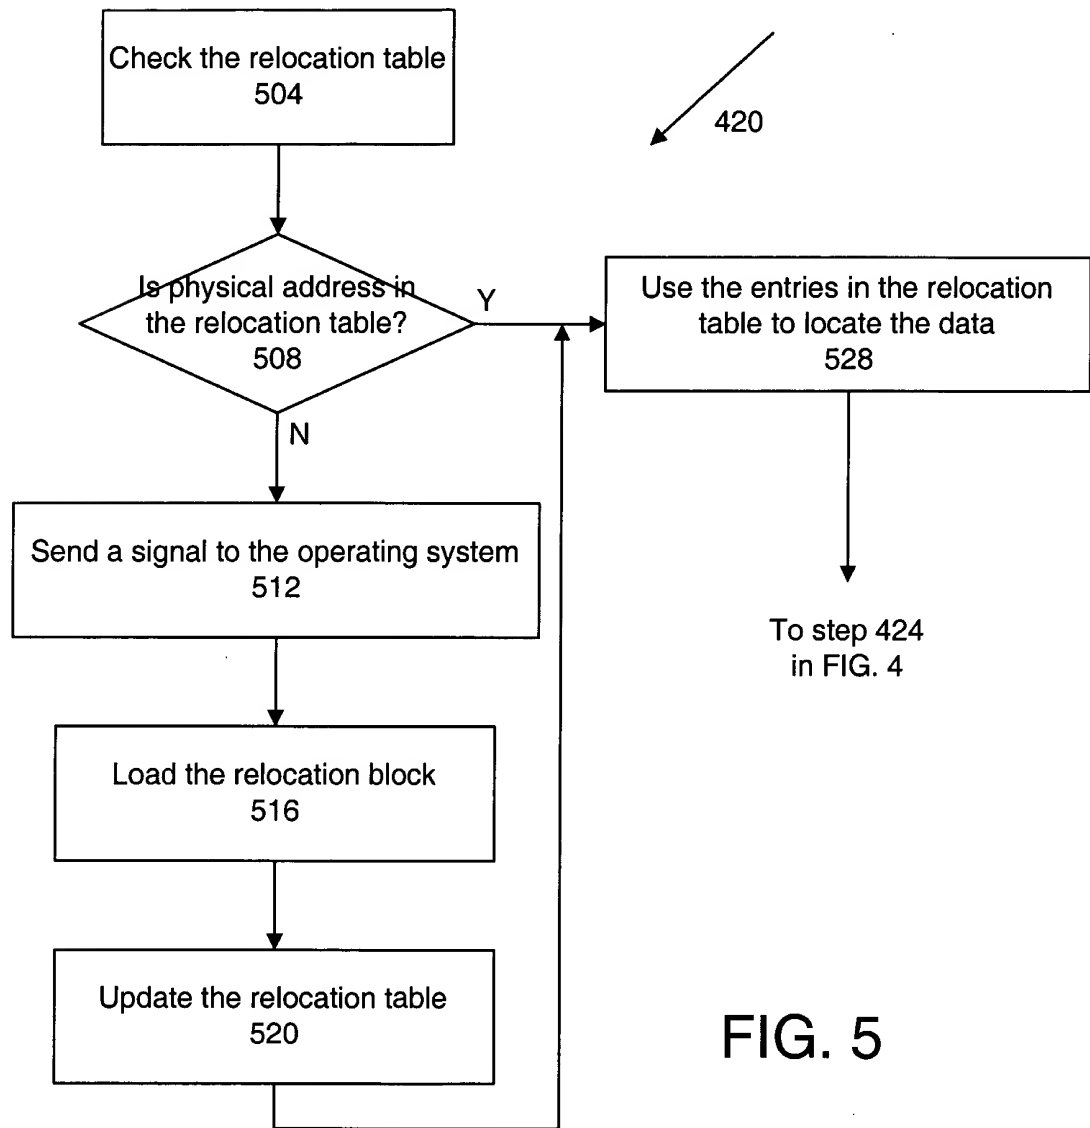 Check the relocation table
504
420
Is physical address in
the relocation table?
508
Y
N
Use the entries in the relocation
table to locate the data
528
Send a signal to the operating system
512
To step 424
in FIG. 4
Load the relocation block
516
Update the relocation table
520
FIG. 5